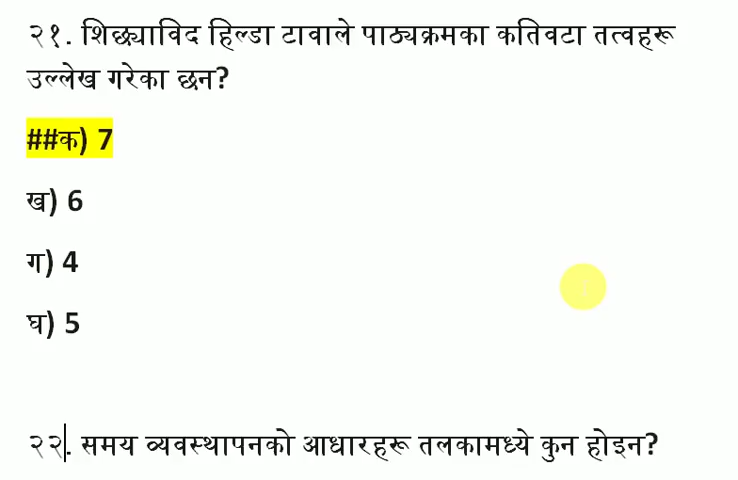 २१. शिछ्याविद हिल्डा टावाले पाठ्यक्रमका कतिवटा तत्वहरू
उल्लेख गरेका छन?
##क) 7
ख) 6
ग) 4
घ) 5
२२. समय व्यवस्थापनको आधारहरू तलकामध्ये कुन होइन?